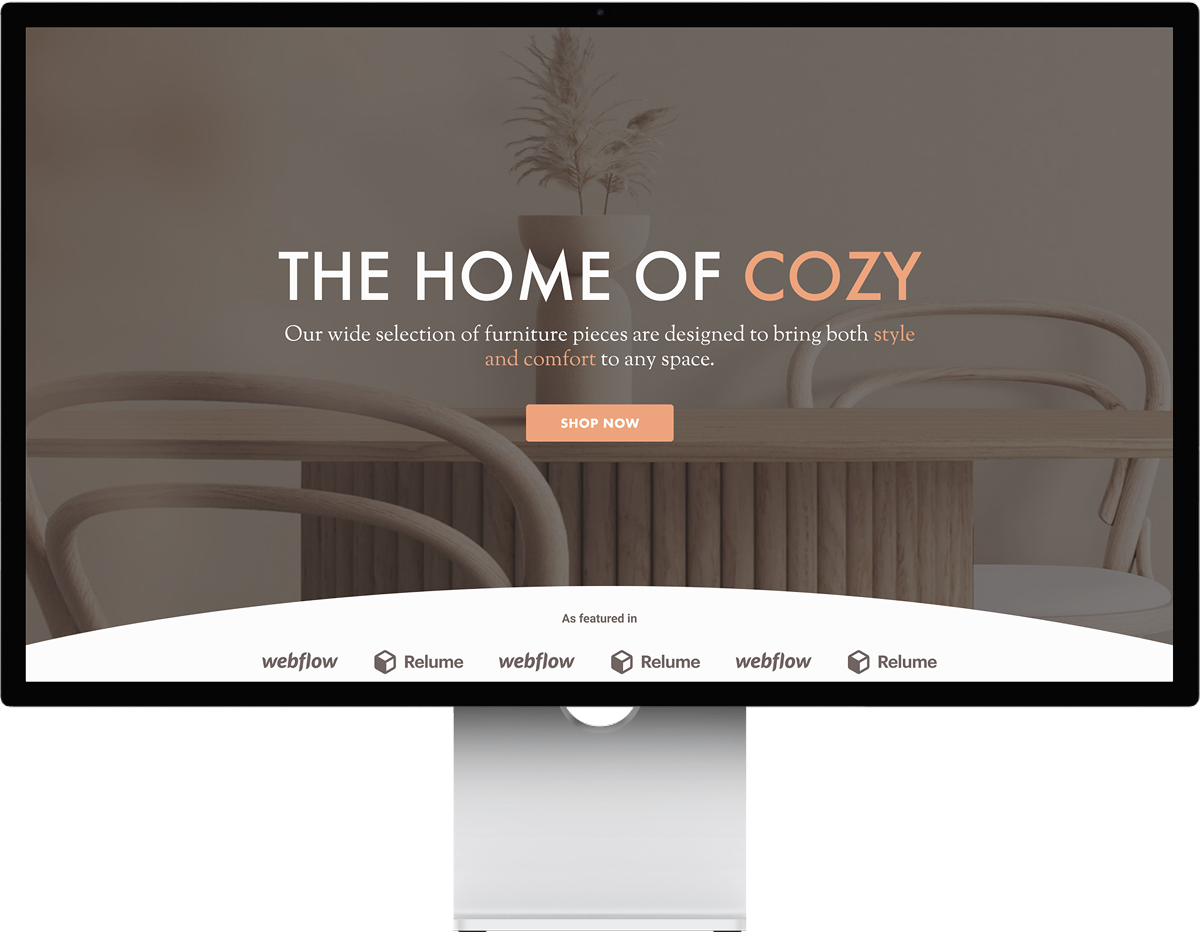 THE HOME OF COZY
Our wide selection of furniture pieces are designed to bring both style
and comfort to any space.
SHOP NOW
As featured in
webflow Relume webflow Relume webflow Relume